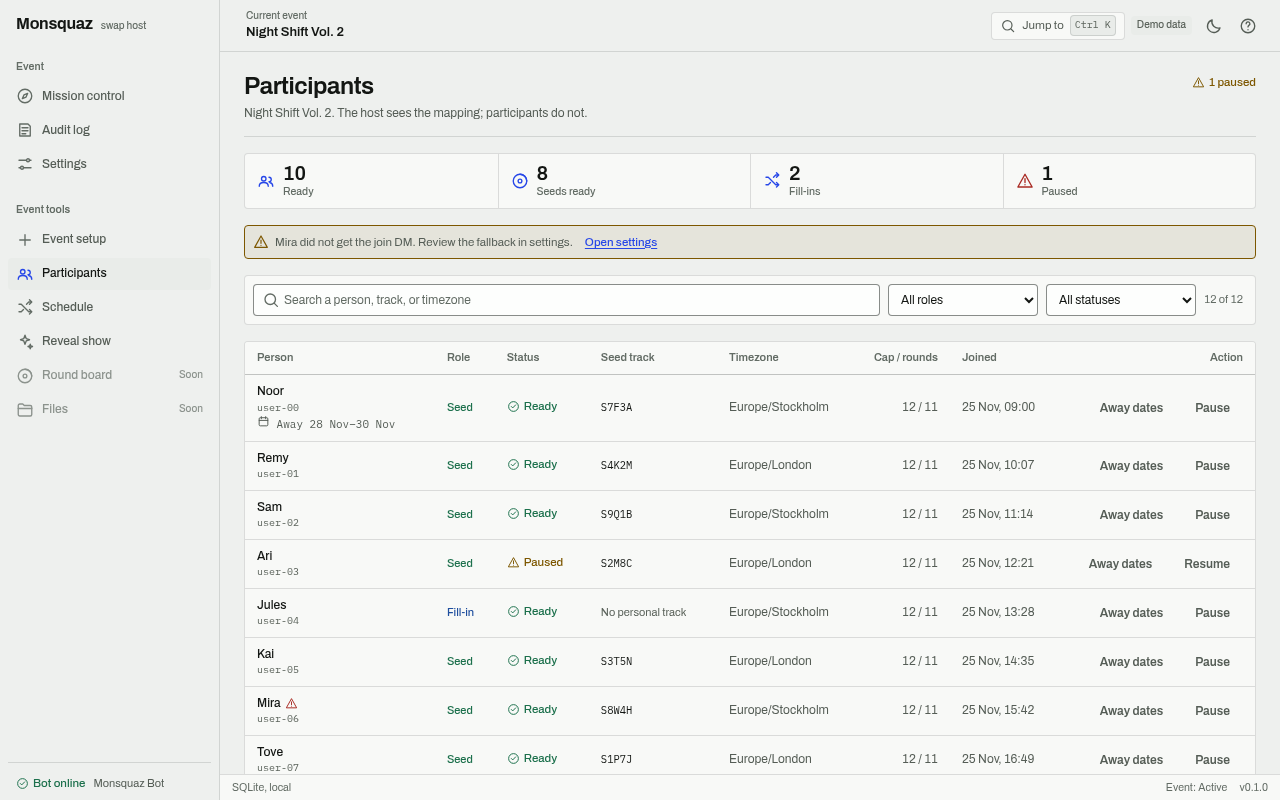 Monsquaz swap host
Event
Mission control
Audit log
Settings
Event tools
Event setup
Participants
Schedule
Reveal show
Round board Soon
Files Soon
Bot online Monsquaz Bot
Current event
Night Shift Vol. 2
Jump to Ctrl K
Demo data
Participants
1 paused
Night Shift Vol. 2. The host sees the mapping; participants do not.
10
Ready
8
Seeds ready
2
Fill-ins
1
Paused
Mira did not get the join DM. Review the fallback in settings. Open settings
Search a person, track, or timezone
All roles
All statuses
12 of 12
Person Role Status Seed track Timezone Cap / rounds Joined Action
Noor
user-00
Away 28 Nov–30 Nov
Seed Ready S7F3A Europe/Stockholm 12 / 11 25 Nov, 09:00 Away dates Pause
Remy
user-01
Seed Ready S4K2M Europe/London 12 / 11 25 Nov, 10:07 Away dates Pause
Sam
user-02
Seed Ready S9Q1B Europe/Stockholm 12 / 11 25 Nov, 11:14 Away dates Pause
Ari
user-03
Seed Paused S2M8C Europe/London 12 / 11 25 Nov, 12:21 Away dates Resume
Jules
user-04
Fill-in Ready No personal track Europe/Stockholm 12 / 11 25 Nov, 13:28 Away dates Pause
Kai
user-05
Seed Ready S3T5N Europe/London 12 / 11 25 Nov, 14:35 Away dates Pause
Mira
user-06
Seed Ready S8W4H Europe/Stockholm 12 / 11 25 Nov, 15:42 Away dates Pause
Tove
user-07
Seed Ready S1P7J Europe/London 12 / 11 25 Nov, 16:49 Away dates Pause
SQLite, local
Event: Active v0.1.0